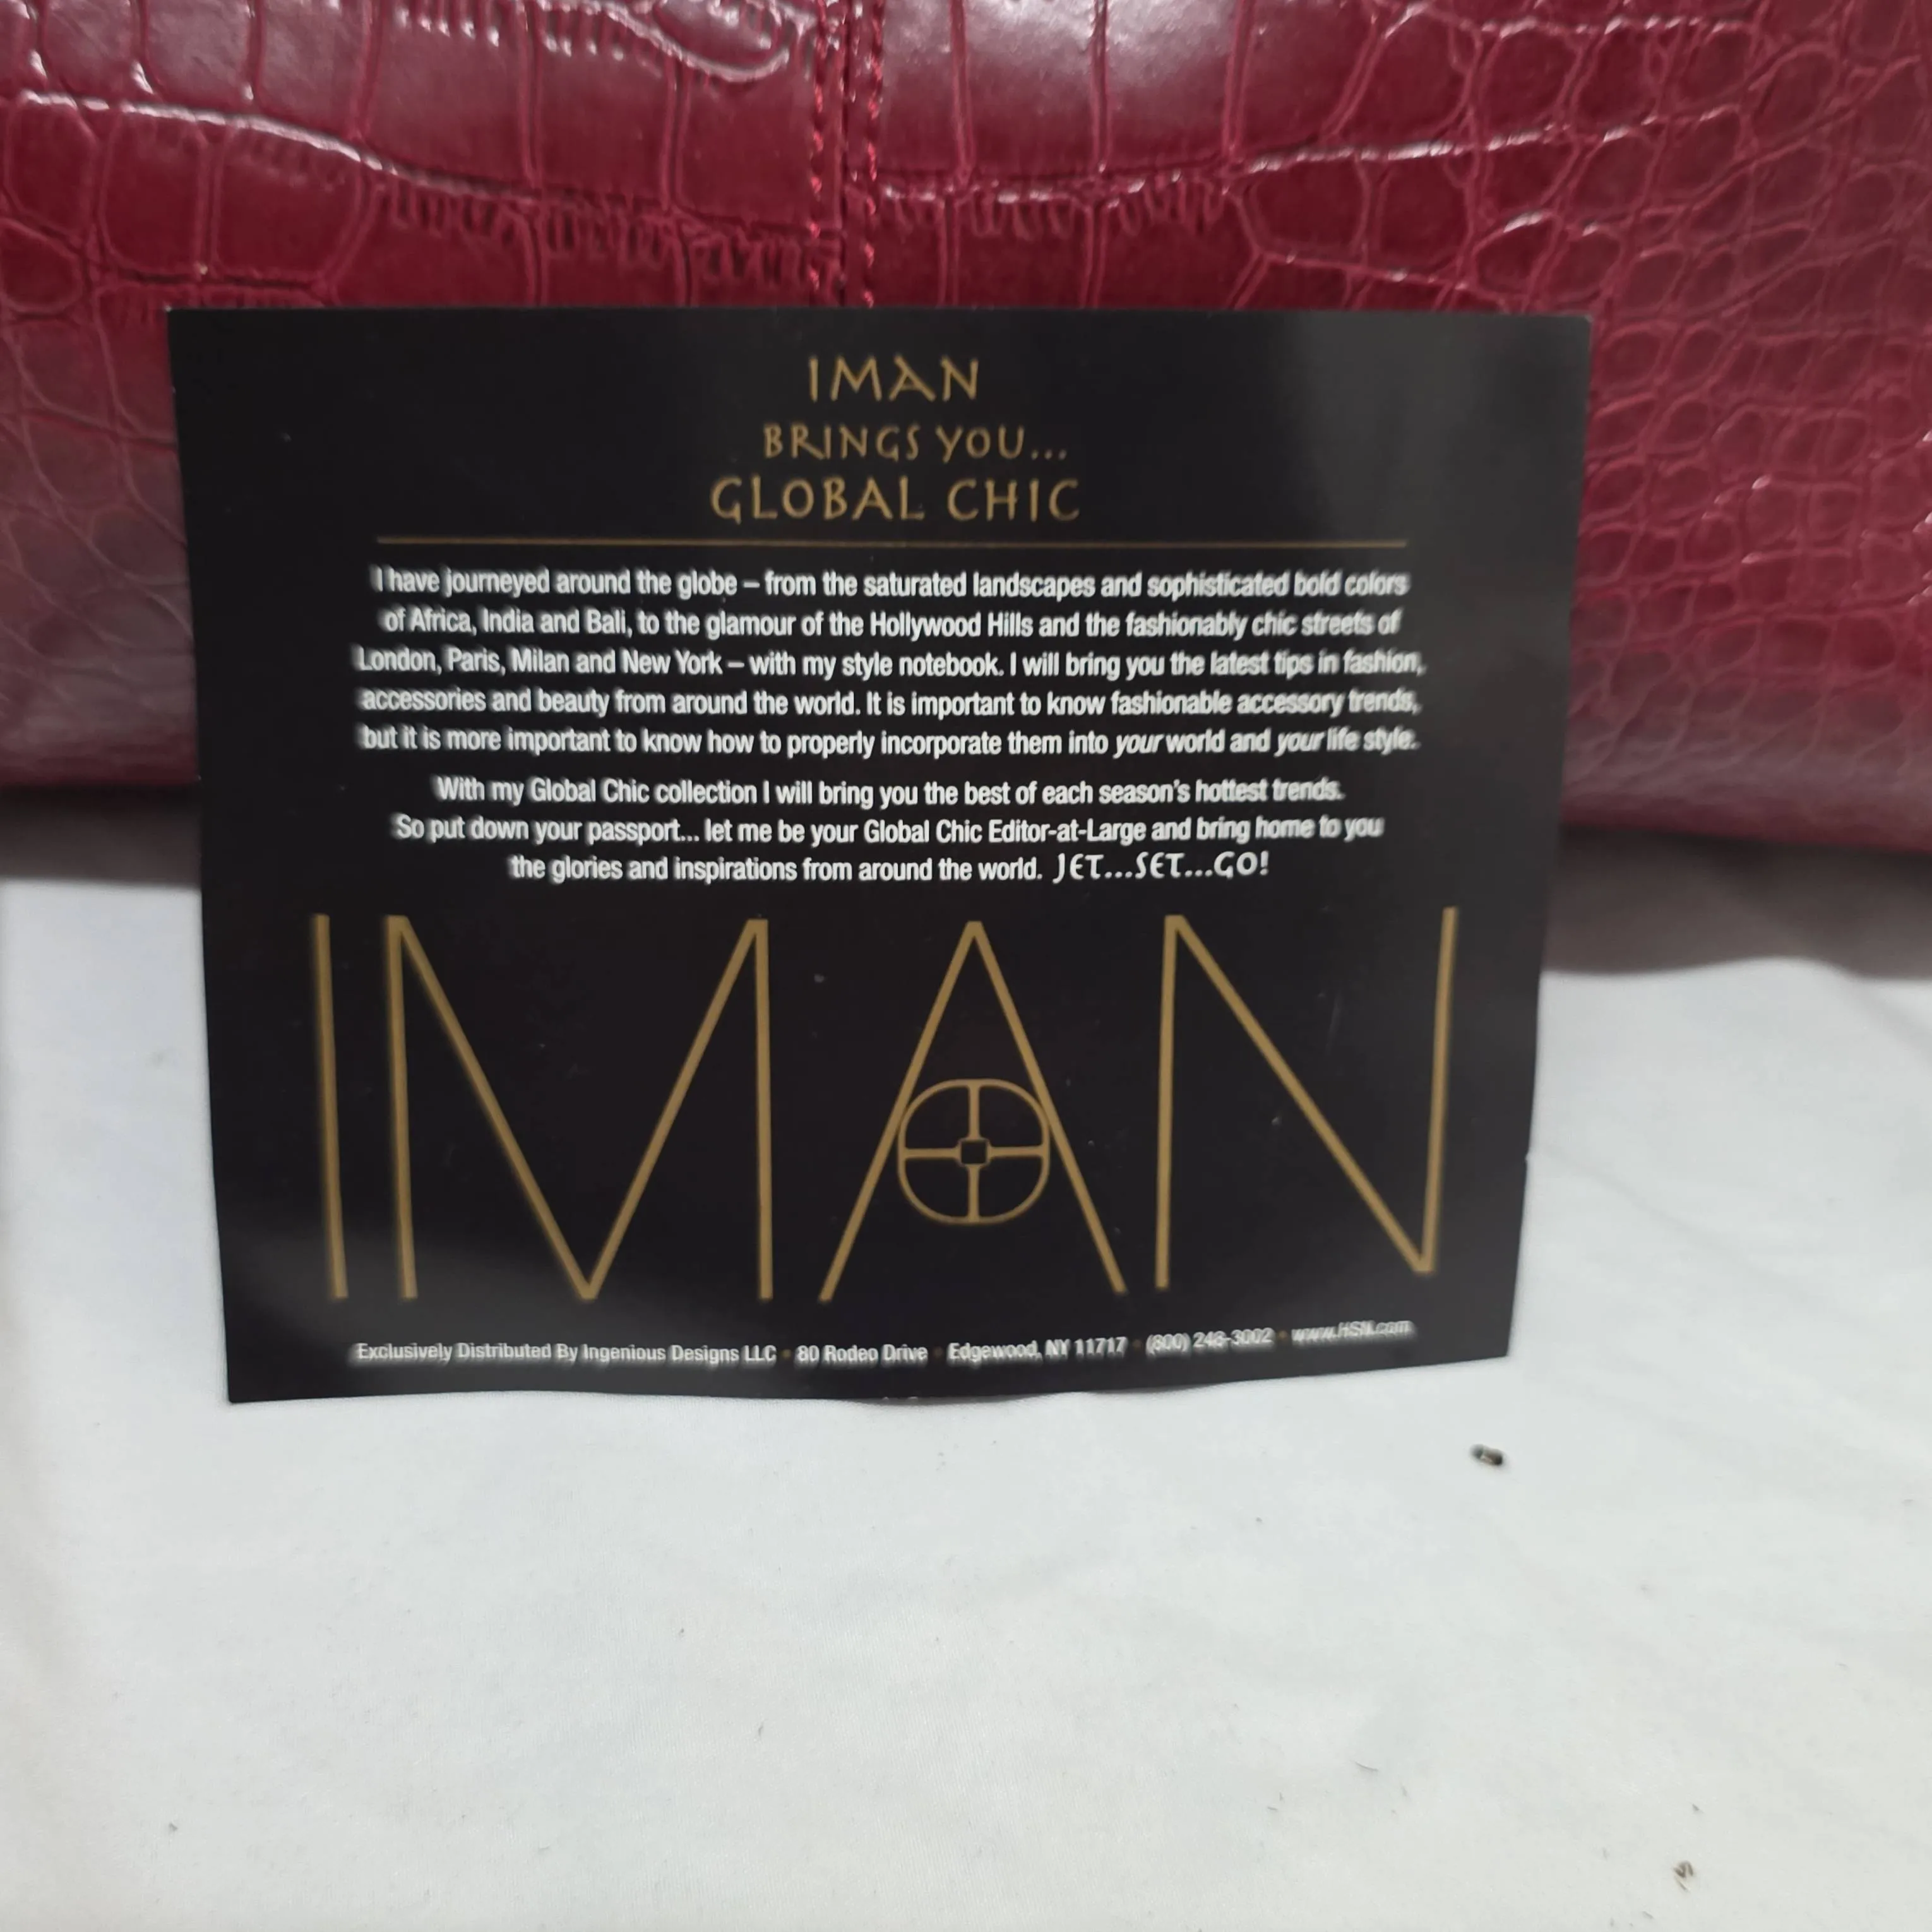 IMAN
BRINGS YOU...
GLOBAL CHIC
I have journeyed around the globe – from the saturated landscapes and sophisticated bold colors
of Africa, India and Bali, to the glamour of the Hollywood Hills and the fashionably chic streets of
London, Paris, Milan and New York – with my style notebook. I will bring you the latest tips in fashion,
accessories and beauty from around the world. It is important to know fashionable accessory trends,
but it is more important to know how to properly incorporate them into your world and your life style.
With my Global Chic collection I will bring you the best of each season's hottest trends.
So put down your passport... let me be your Global Chic Editor-at-Large and bring home to you
the glories and inspirations from around the world. JET...SET...GO!
IMAN
Exclusively Distributed By Ingenious Designs LLC • 80 Rodeo Drive • Edgewood, NY 11717 • (800) 248-3002 • www.HSN.com